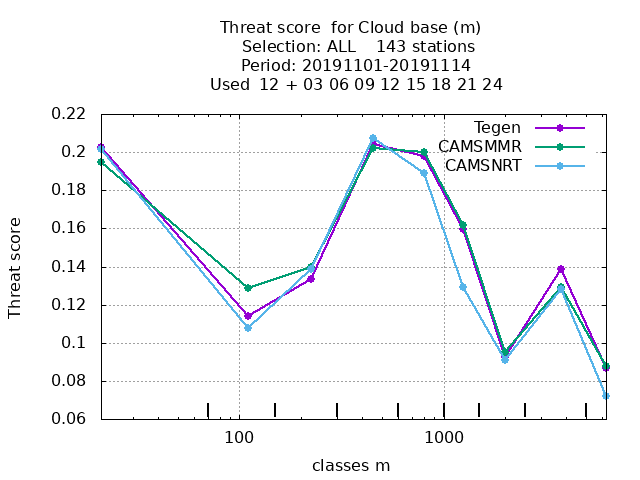 Threat score  for Cloud base (m)
Selection: ALL    143 stations
Period: 20191101-20191114
Used  12 + 03 06 09 12 15 18 21 24
0.22
0.2
0.18
0.16
0.14
0.12
0.1
0.08
0.06
Threat score
Tegen
CAMSMMR
CAMSNRT
100
1000
classes m